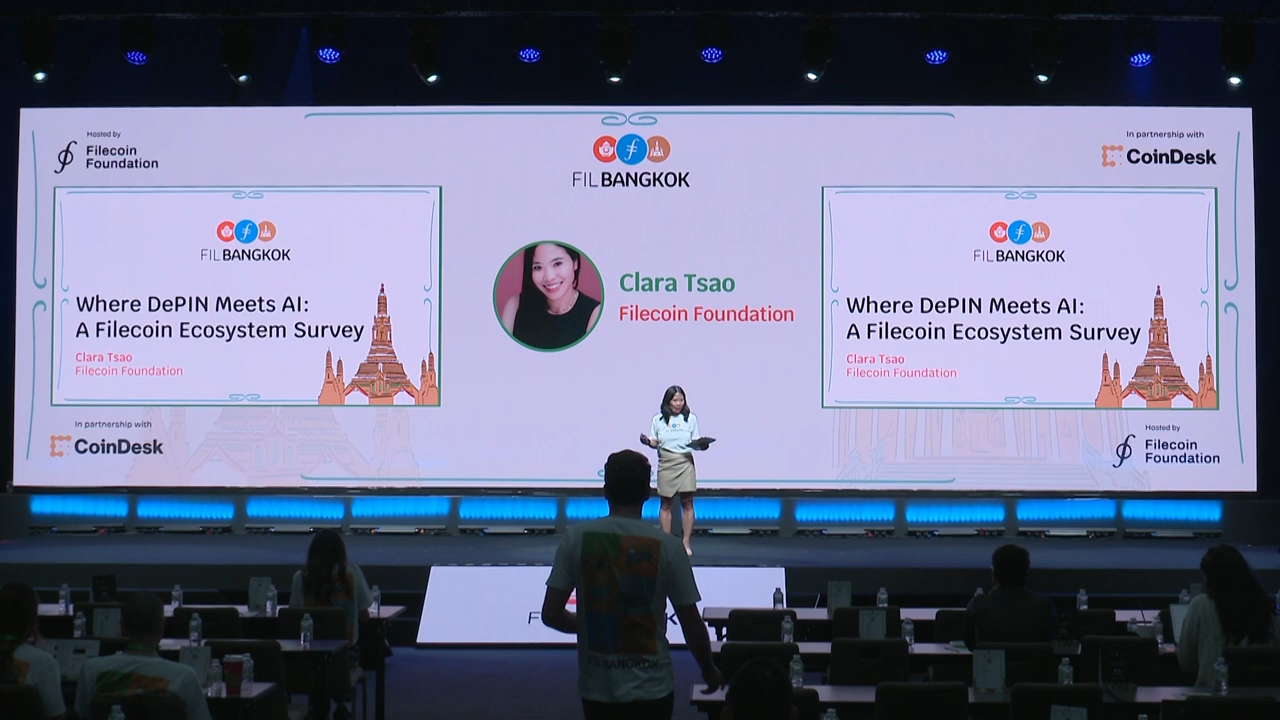 Hosted by
Filecoin
Foundation
FILBANGKOK
In partnership with
CoinDesk
FILBANGKOK
Where DePIN Meets AI:
A Filecoin Ecosystem Survey
Clara Tsao
Filecoin Foundation
Clara Tsao
Filecoin Foundation
FILBANGKOK
Where DePIN Meets AI:
A Filecoin Ecosystem Survey
Clara Tsao
Filecoin Foundation
In partnership with
CoinDesk
Hosted by
Filecoin
Foundation
FILBANGKOK